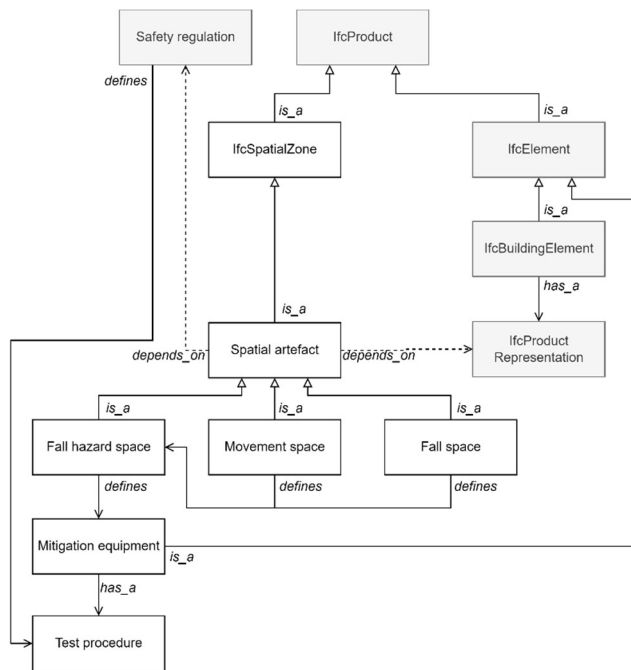 Safety regulation
IfcProduct
defines
is_a
is_a
IfcSpatialZone
IfcElement
is_a
IfcBuildingElement
has_a
is_a
depends_on
Spatial artefact
depends_on
IfcProduct
Representation
is_a
is_a
is_a
Fall hazard space
Movement space
Fall space
defines
defines
defines
Mitigation equipment
is_a
has_a
Test procedure